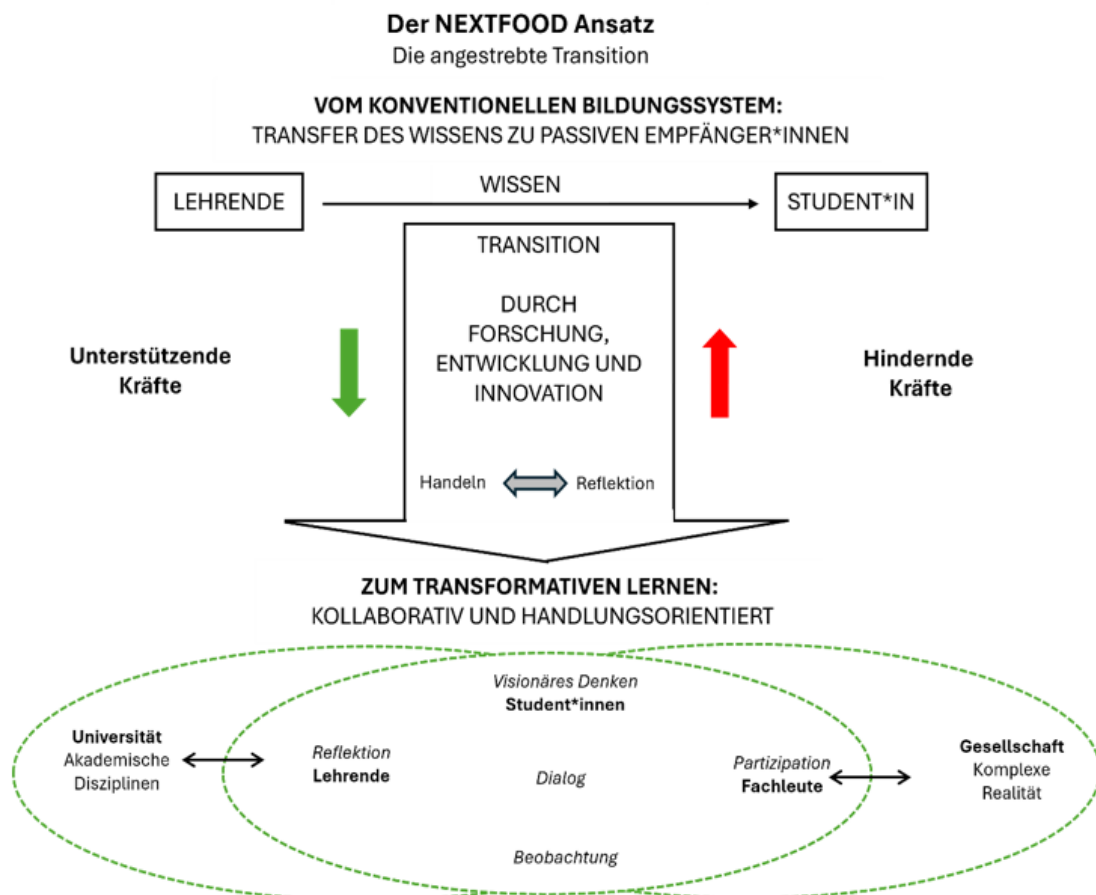 Der NEXTFOOD Ansatz
Die angestrebte Transition
VOM KONVENTIONELLEN BILDUNGSSYSTEM:
TRANSFER DES WISSENS ZU PASSIVEN EMPFÄNGER*INNEN
LEHRENDE
WISSEN
STUDENT*IN
TRANSITION
DURCH
FORSCHUNG,
ENTWICKLUNG UND
INNOVATION
Unterstützende
Kräfte
Hindernde
Kräfte
Handeln
Reflektion
ZUM TRANSFORMATIVEN LERNEN:
KOLLABORATIV UND HANDLUNGSORIENTIERT
Visionäres Denken
Student*innen
Universität
Akademische
Disziplinen
Reflektion
Lehrende
Dialog
Partizipation
Fachleute
Gesellschaft
Komplexe
Realität
Beobachtung